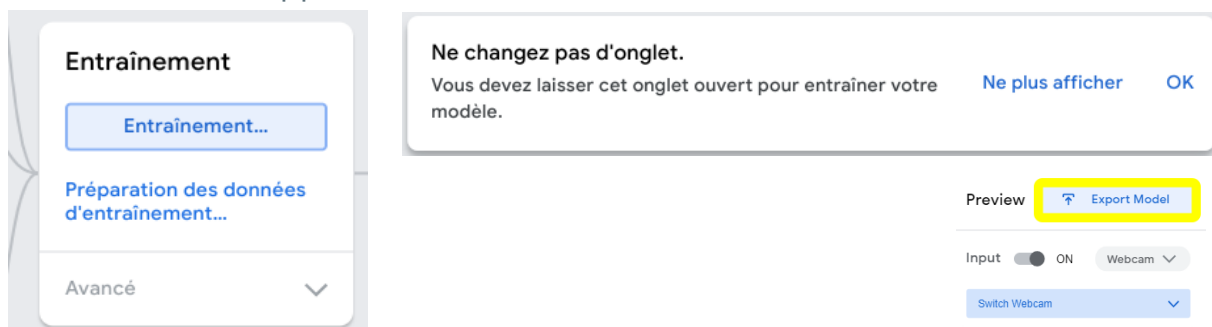 Entraînement
Entraînement...
Préparation des données
d'entraînement...
Avancé
Ne changez pas d'onglet.
Vous devez laisser cet onglet ouvert pour entraîner votre
modèle.
Ne plus afficher OK
Preview Export Model
Input ON Webcam
Switch Webcam